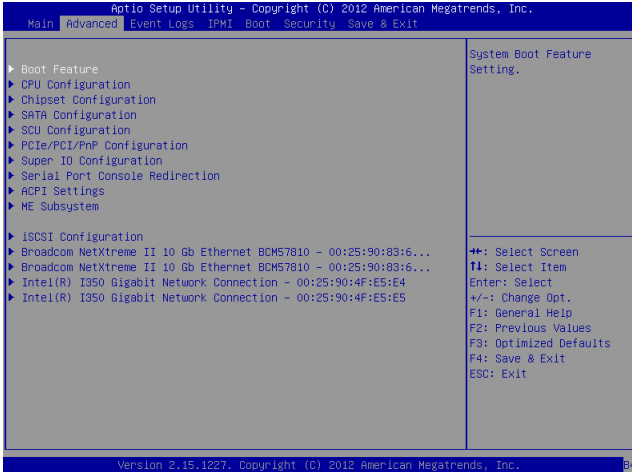 Aptio Setup Utility – Copyright (C) 2012 American Megatrends, Inc.
Main Advanced Event Logs IPMI Boot Security Save & Exit
Boot Feature
CPU Configuration
Chipset Configuration
SATA Configuration
SCU Configuration
PCIe/PCI/PnP Configuration
Super IO Configuration
Serial Port Console Redirection
ACPI Settings
ME Subsystem
iSCSI Configuration
Broadcom NetXtreme II 10 Gb Ethernet BCM57810 – 00:25:90:83:6...
Broadcom NetXtreme II 10 Gb Ethernet BCM57810 – 00:25:90:83:6...
Intel(R) I350 Gigabit Network Connection – 00:25:90:4F:E5:E4
Intel(R) I350 Gigabit Network Connection – 00:25:90:4F:E5:E5
System Boot Feature
Setting.
→←: Select Screen
↑↓: Select Item
Enter: Select
+/-: Change Opt.
F1: General Help
F2: Previous Values
F3: Optimized Defaults
F4: Save & Exit
ESC: Exit
Version 2.15.1227. Copyright (C) 2012 American Megatrends, Inc.